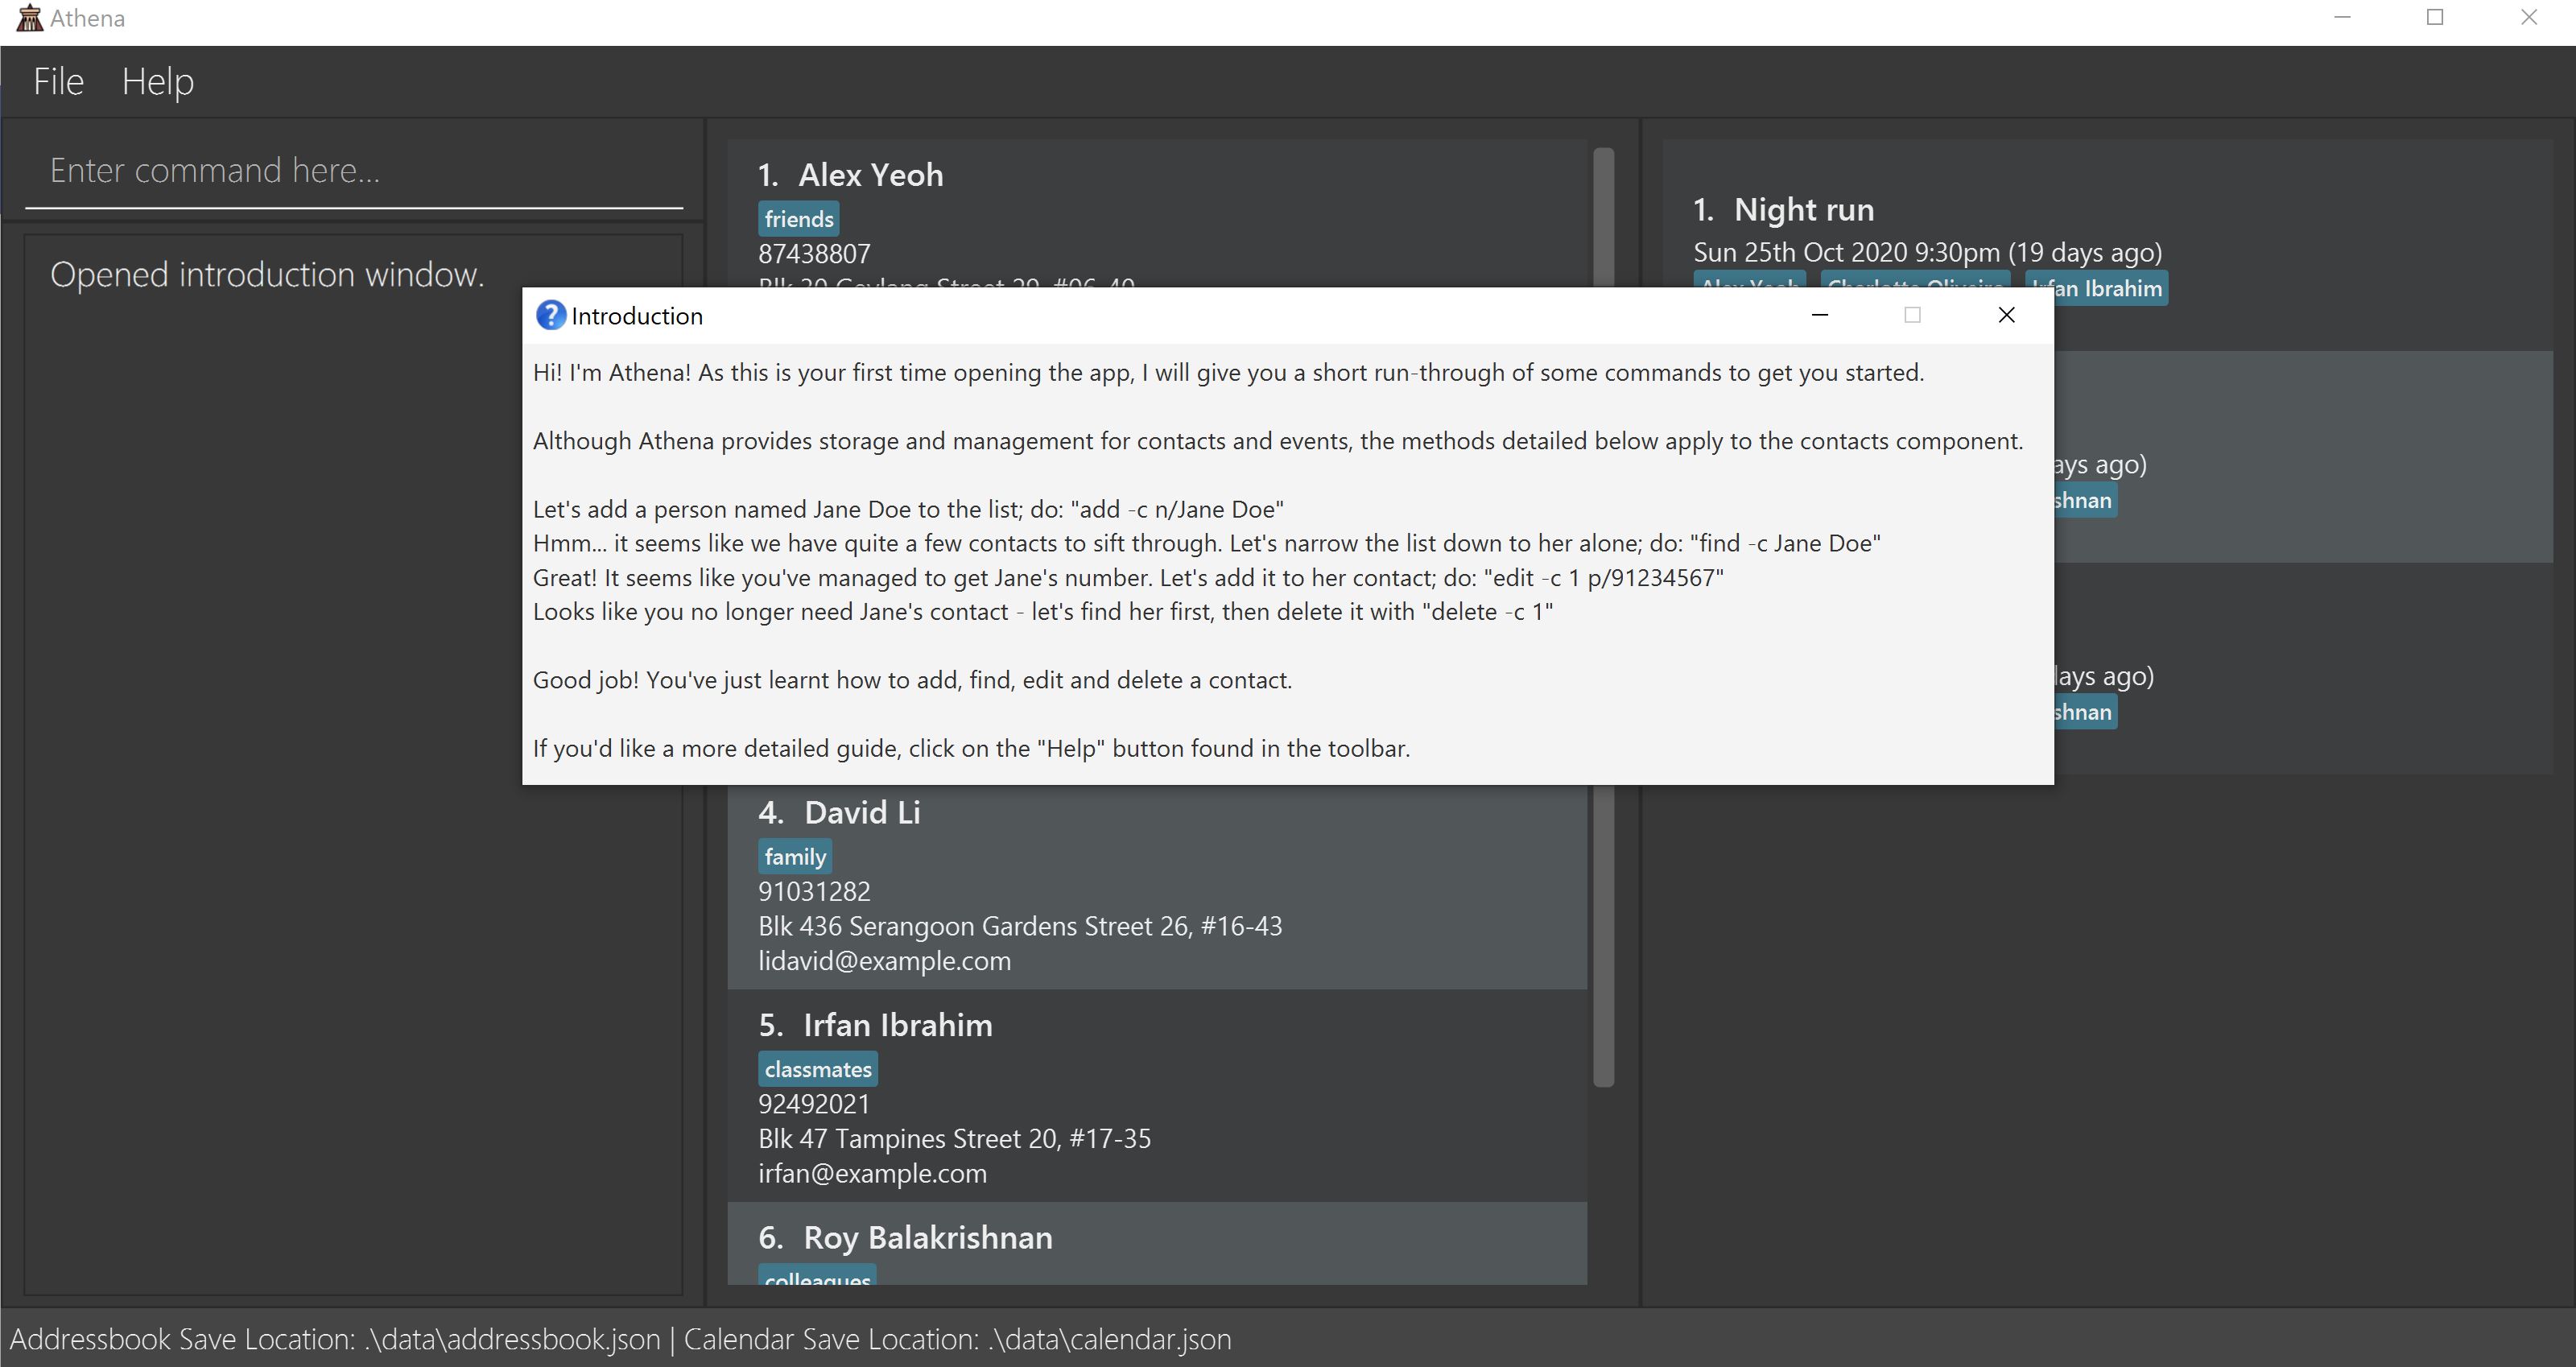 Athena
File Help
Enter command here...
Opened introduction window.
1. Alex Yeoh
friends
87438807
1. Night run
Sun 25th Oct 2020 9:30pm (19 days ago)
Alex Yeoh Charlotte Oliveiro Irfan Ibrahim
Introduction
Hi! I'm Athena! As this is your first time opening the app, I will give you a short run-through of some commands to get you started.
Although Athena provides storage and management for contacts and events, the methods detailed below apply to the contacts component.
Let's add a person named Jane Doe to the list; do: "add -c n/Jane Doe"
Hmm... it seems like we have quite a few contacts to sift through. Let's narrow the list down to her alone; do: "find -c Jane Doe"
Great! It seems like you've managed to get Jane's number. Let's add it to her contact; do: "edit -c 1 p/91234567"
Looks like you no longer need Jane's contact - let's find her first, then delete it with "delete -c 1"
Good job! You've just learnt how to add, find, edit and delete a contact.
If you'd like a more detailed guide, click on the "Help" button found in the toolbar.
ays ago)
shnan
days ago)
shnan
4. David Li
family
91031282
Blk 436 Serangoon Gardens Street 26, #16-43
lidavid@example.com
5. Irfan Ibrahim
classmates
92492021
Blk 47 Tampines Street 20, #17-35
irfan@example.com
6. Roy Balakrishnan
colleagues
Addressbook Save Location: .\data\addressbook.json | Calendar Save Location: .\data\calendar.json